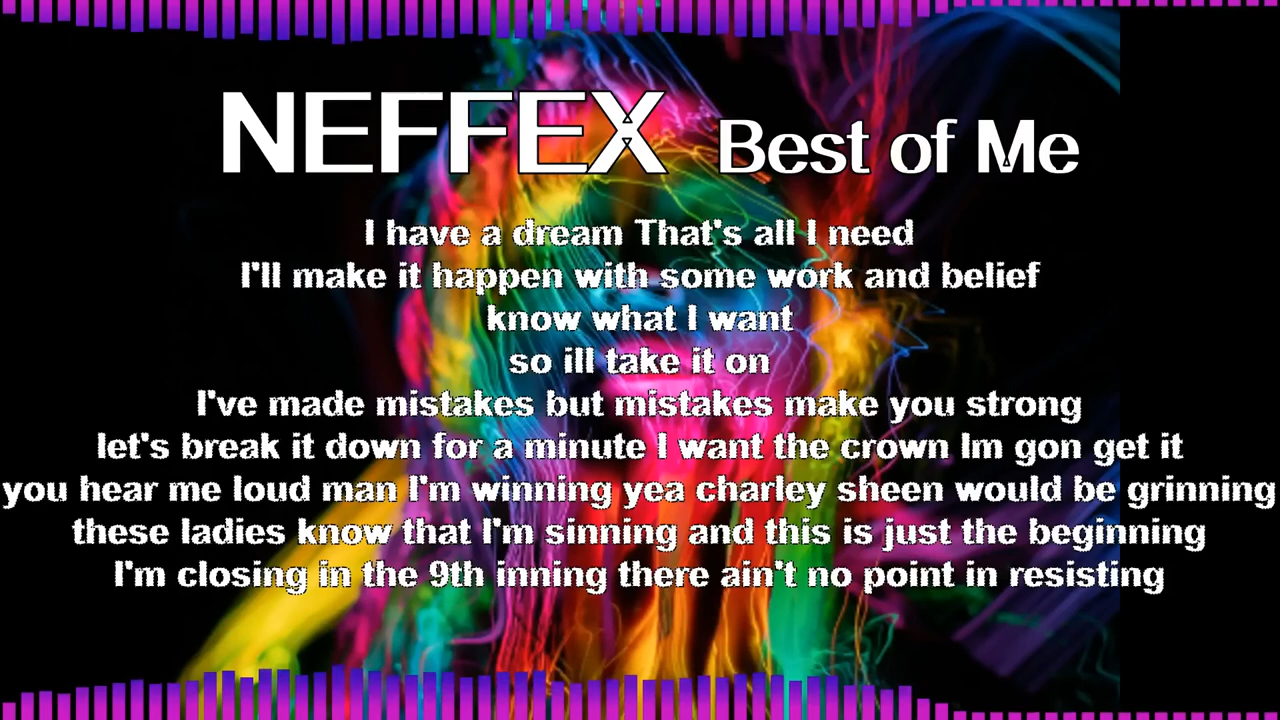 NEFFEX Best of Me
I have a dream That's all I need
I'll make it happen with some work and belief
know what I want
so ill take it on
I've made mistakes but mistakes make you strong
let's break it down for a minute I want the crown Im gon get it
you hear me loud man I'm winning yea charley sheen would be grinning
these ladies know that I'm sinning and this is just the beginning
I'm closing in the 9th inning there ain't no point in resisting